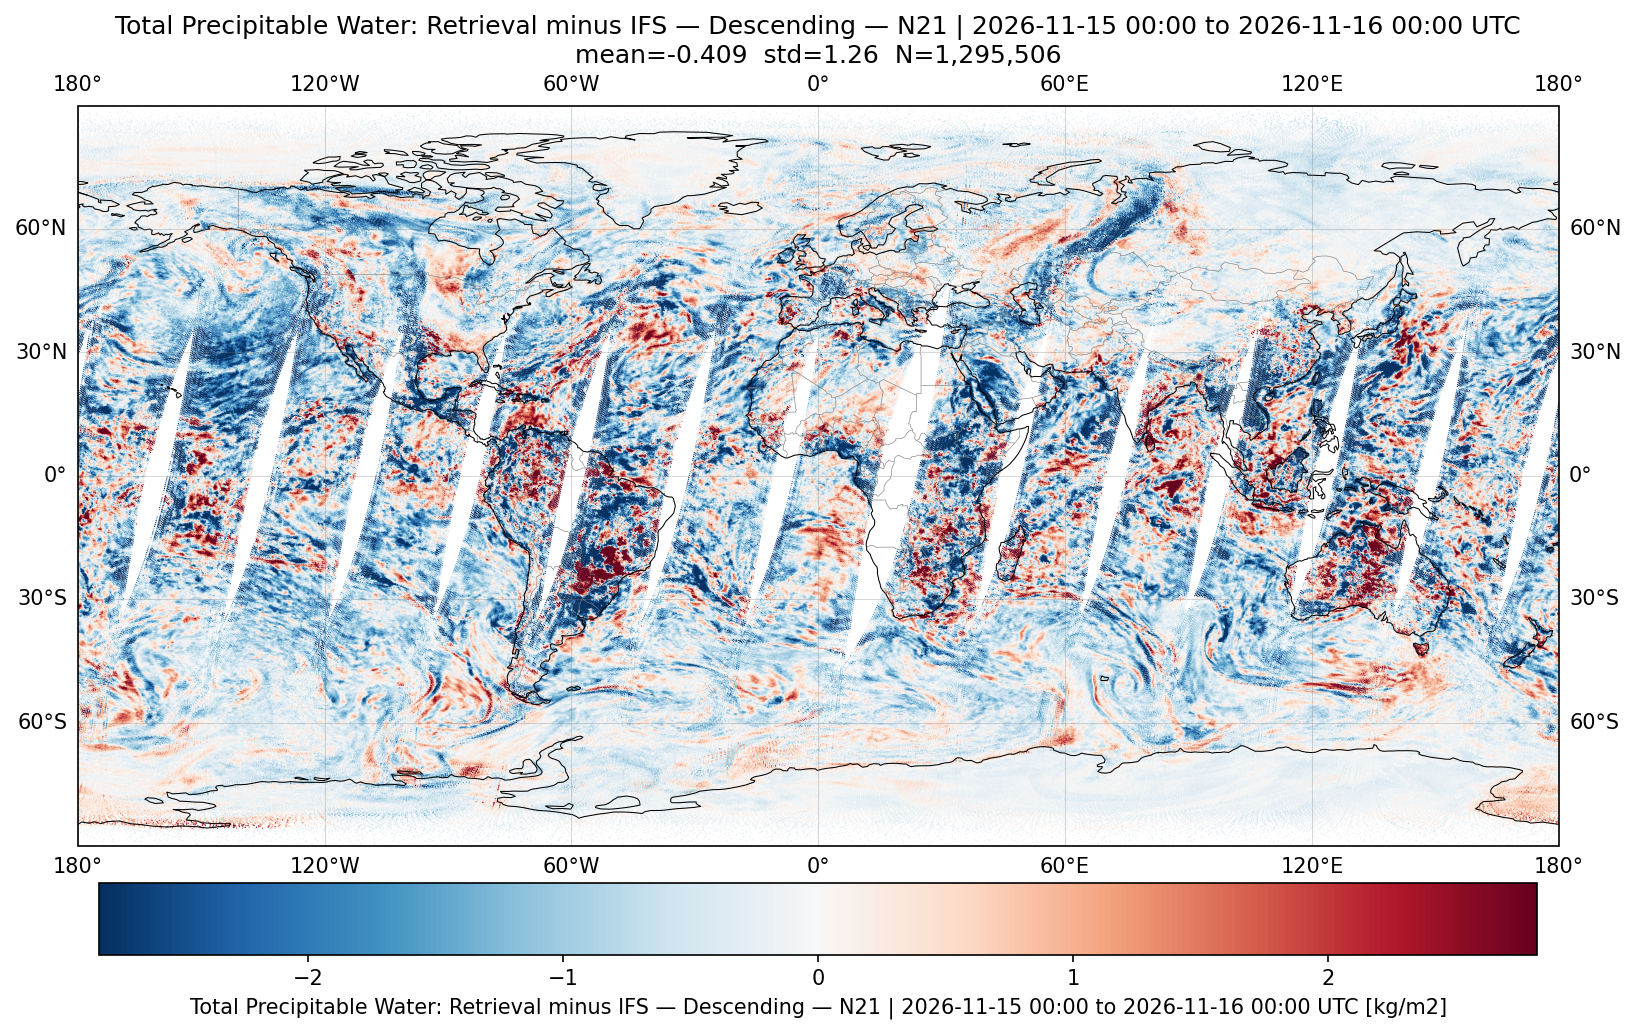 Total Precipitable Water: Retrieval minus IFS — Descending — N21 | 2026-11-15 00:00 to 2026-11-16 00:00 UTC
mean=-0.409  std=1.26  N=1,295,506
180° 120°W 60°W 0° 60°E 120°E 180°
60°N 60°N
30°N 30°N
0° 0°
30°S 30°S
60°S 60°S
180° 120°W 60°W 0° 60°E 120°E 180°
−2 −1 0 1 2
Total Precipitable Water: Retrieval minus IFS — Descending — N21 | 2026-11-15 00:00 to 2026-11-16 00:00 UTC [kg/m2]